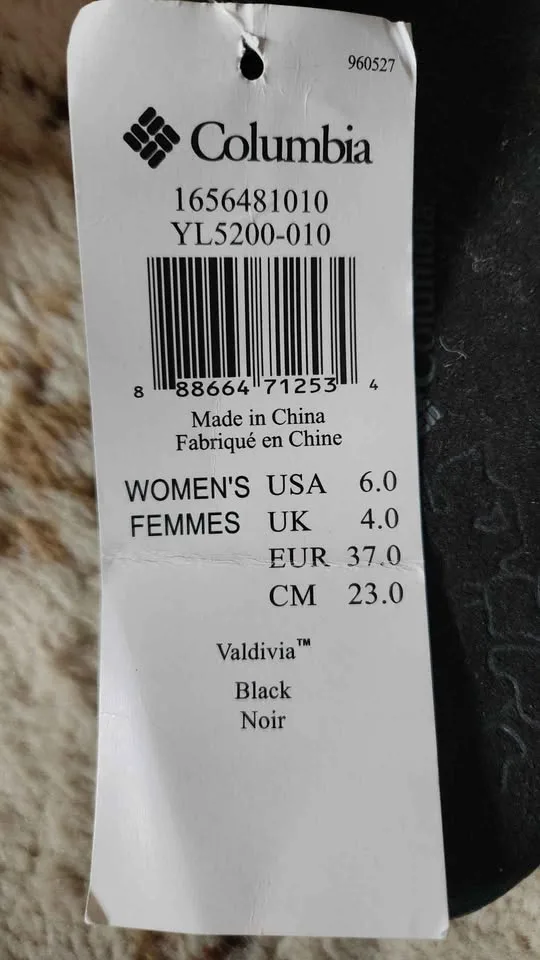 960527
Columbia
1656481010
YL5200-010
8 88664 71253 4
Made in China
Fabriqué en Chine
WOMEN'S USA 6.0
FEMMES UK 4.0
EUR 37.0
CM 23.0
Valdivia™
Black
Noir
Columbia